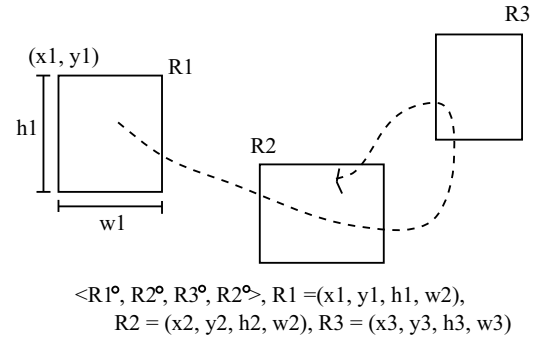 R3
(x1, y1)
R1
h1
R2
w1
<R1°, R2°, R3°, R2°>, R1 =(x1, y1, h1, w2),
R2 = (x2, y2, h2, w2), R3 = (x3, y3, h3, w3)